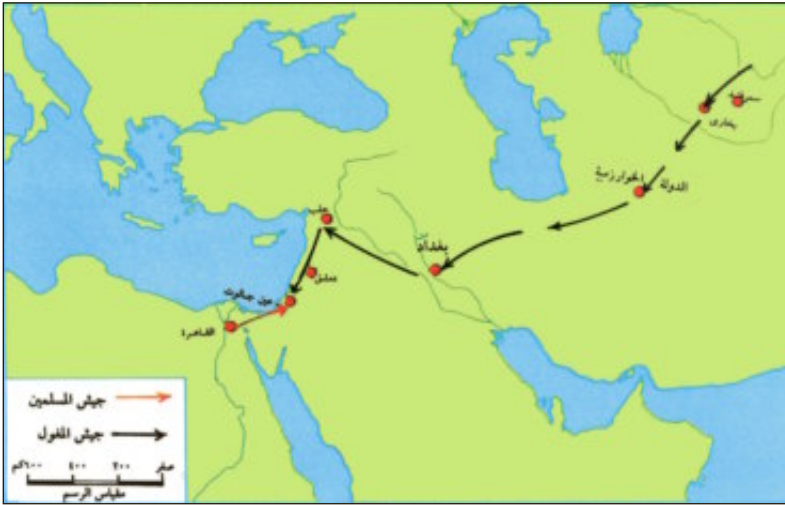 سمرقند
بخارى
الدولة الخوارزمية
حلب
بغداد
دمشق
عين جالوت
القاهرة
جيش المسلمين
جيش المغول
صفر ٢٠٠ ٤٠٠ ٦٠٠كم
مقياس الرسم